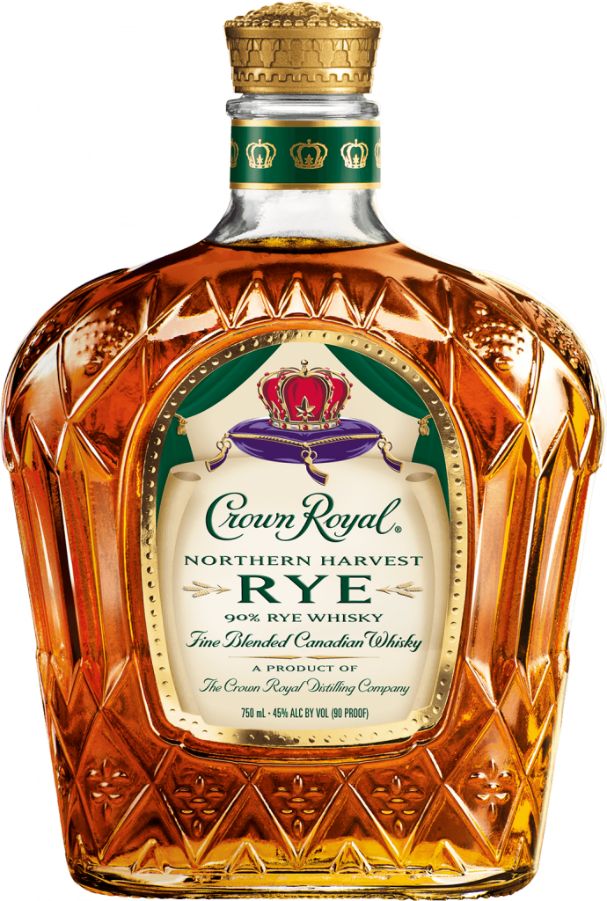 Crown Royal®
NORTHERN HARVEST
RYE
90% RYE WHISKY
Fine Blended Canadian Whisky
A PRODUCT OF
The Crown Royal Distilling Company
750 mL • 45% ALC BY VOL (90 PROOF)